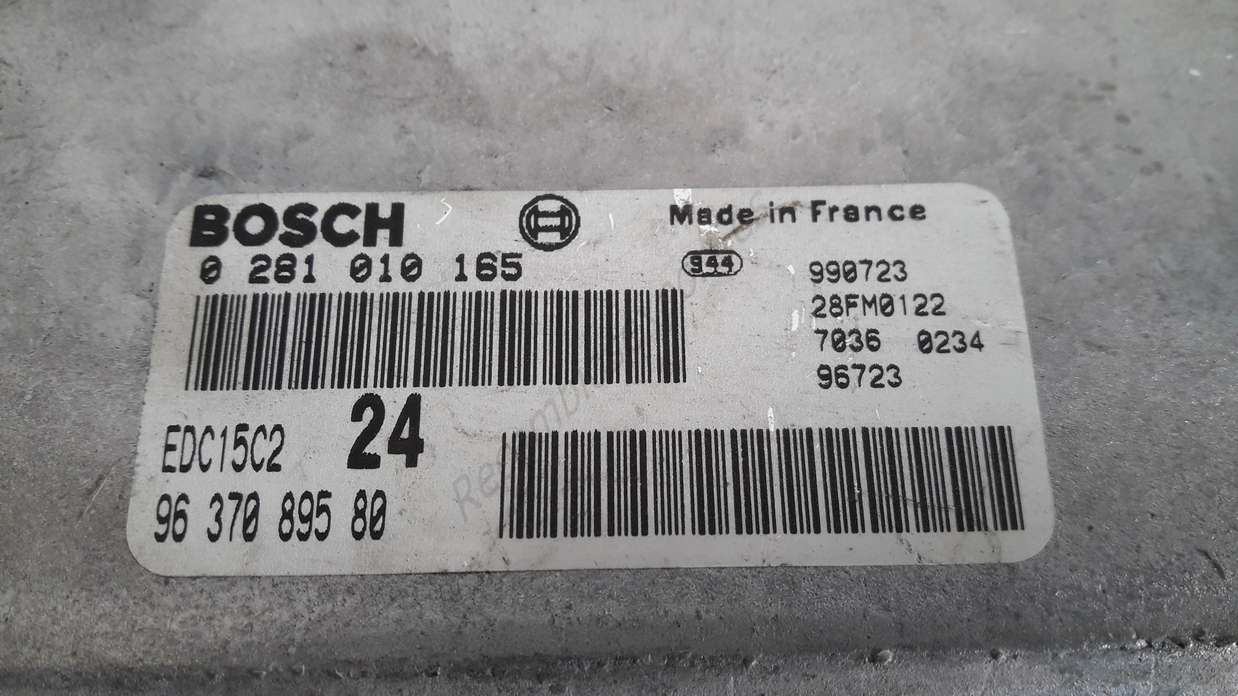 BOSCH
Made in France
0 281 010 165
944
990723
28FM0122
7036 0234
96723
EDC15C2 24
96 370 895 80